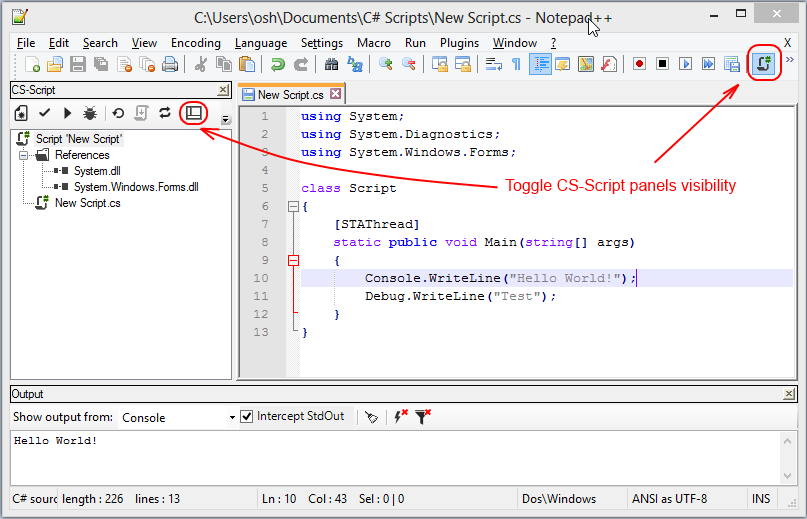 C:\Users\osh\Documents\C# Scripts\New Script.cs - Notepad++
File Edit Search View Encoding Language Settings Macro Run Plugins Window ? X
CS-Script
New Script.cs
Script 'New Script'
References
System.dll
System.Windows.Forms.dll
New Script.cs
1 using System;
2 using System.Diagnostics;
3 using System.Windows.Forms;
4
5 class Script
6 {
7 [STAThread]
8 static public void Main(string[] args)
9 {
10 Console.WriteLine("Hello World!");
11 Debug.WriteLine("Test");
12 }
13 }
Toggle CS-Script panels visibility
Output
Show output from: Console Intercept StdOut
Hello World!
C# sourc length : 226 lines : 13 Ln : 10 Col : 43 Sel : 0 | 0 Dos\Windows ANSI as UTF-8 INS